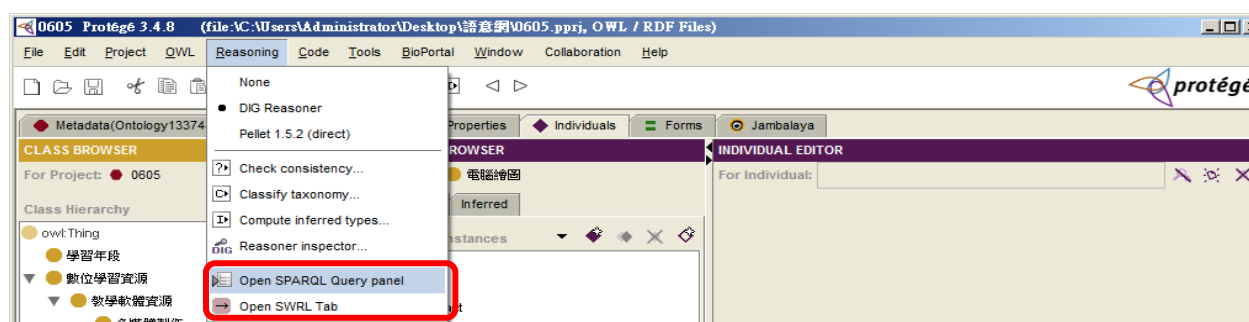 0605 Protégé 3.4.8 (file:\C:\Users\Administrator\Desktop\語意網\0605.pprj, OWL / RDF Files)
File Edit Project OWL Reasoning Code Tools BioPortal Window Collaboration Help
None
protégé
DIG Reasoner
Metadata(Ontology13374 Pellet 1.5.2 (direct) Properties Individuals Forms Jambalaya
CLASS BROWSER ROWSER INDIVIDUAL EDITOR
For Project: 0605 Check consistency... 電腦繪圖 For Individual:
Classify taxonomy... Inferred
Class Hierarchy
Compute inferred types... nstances
owl:Thing
DIG Reasoner inspector...
學習年段
數位學習資源 Open SPARQL Query panel
教學軟體資源 Open SWRL Tab